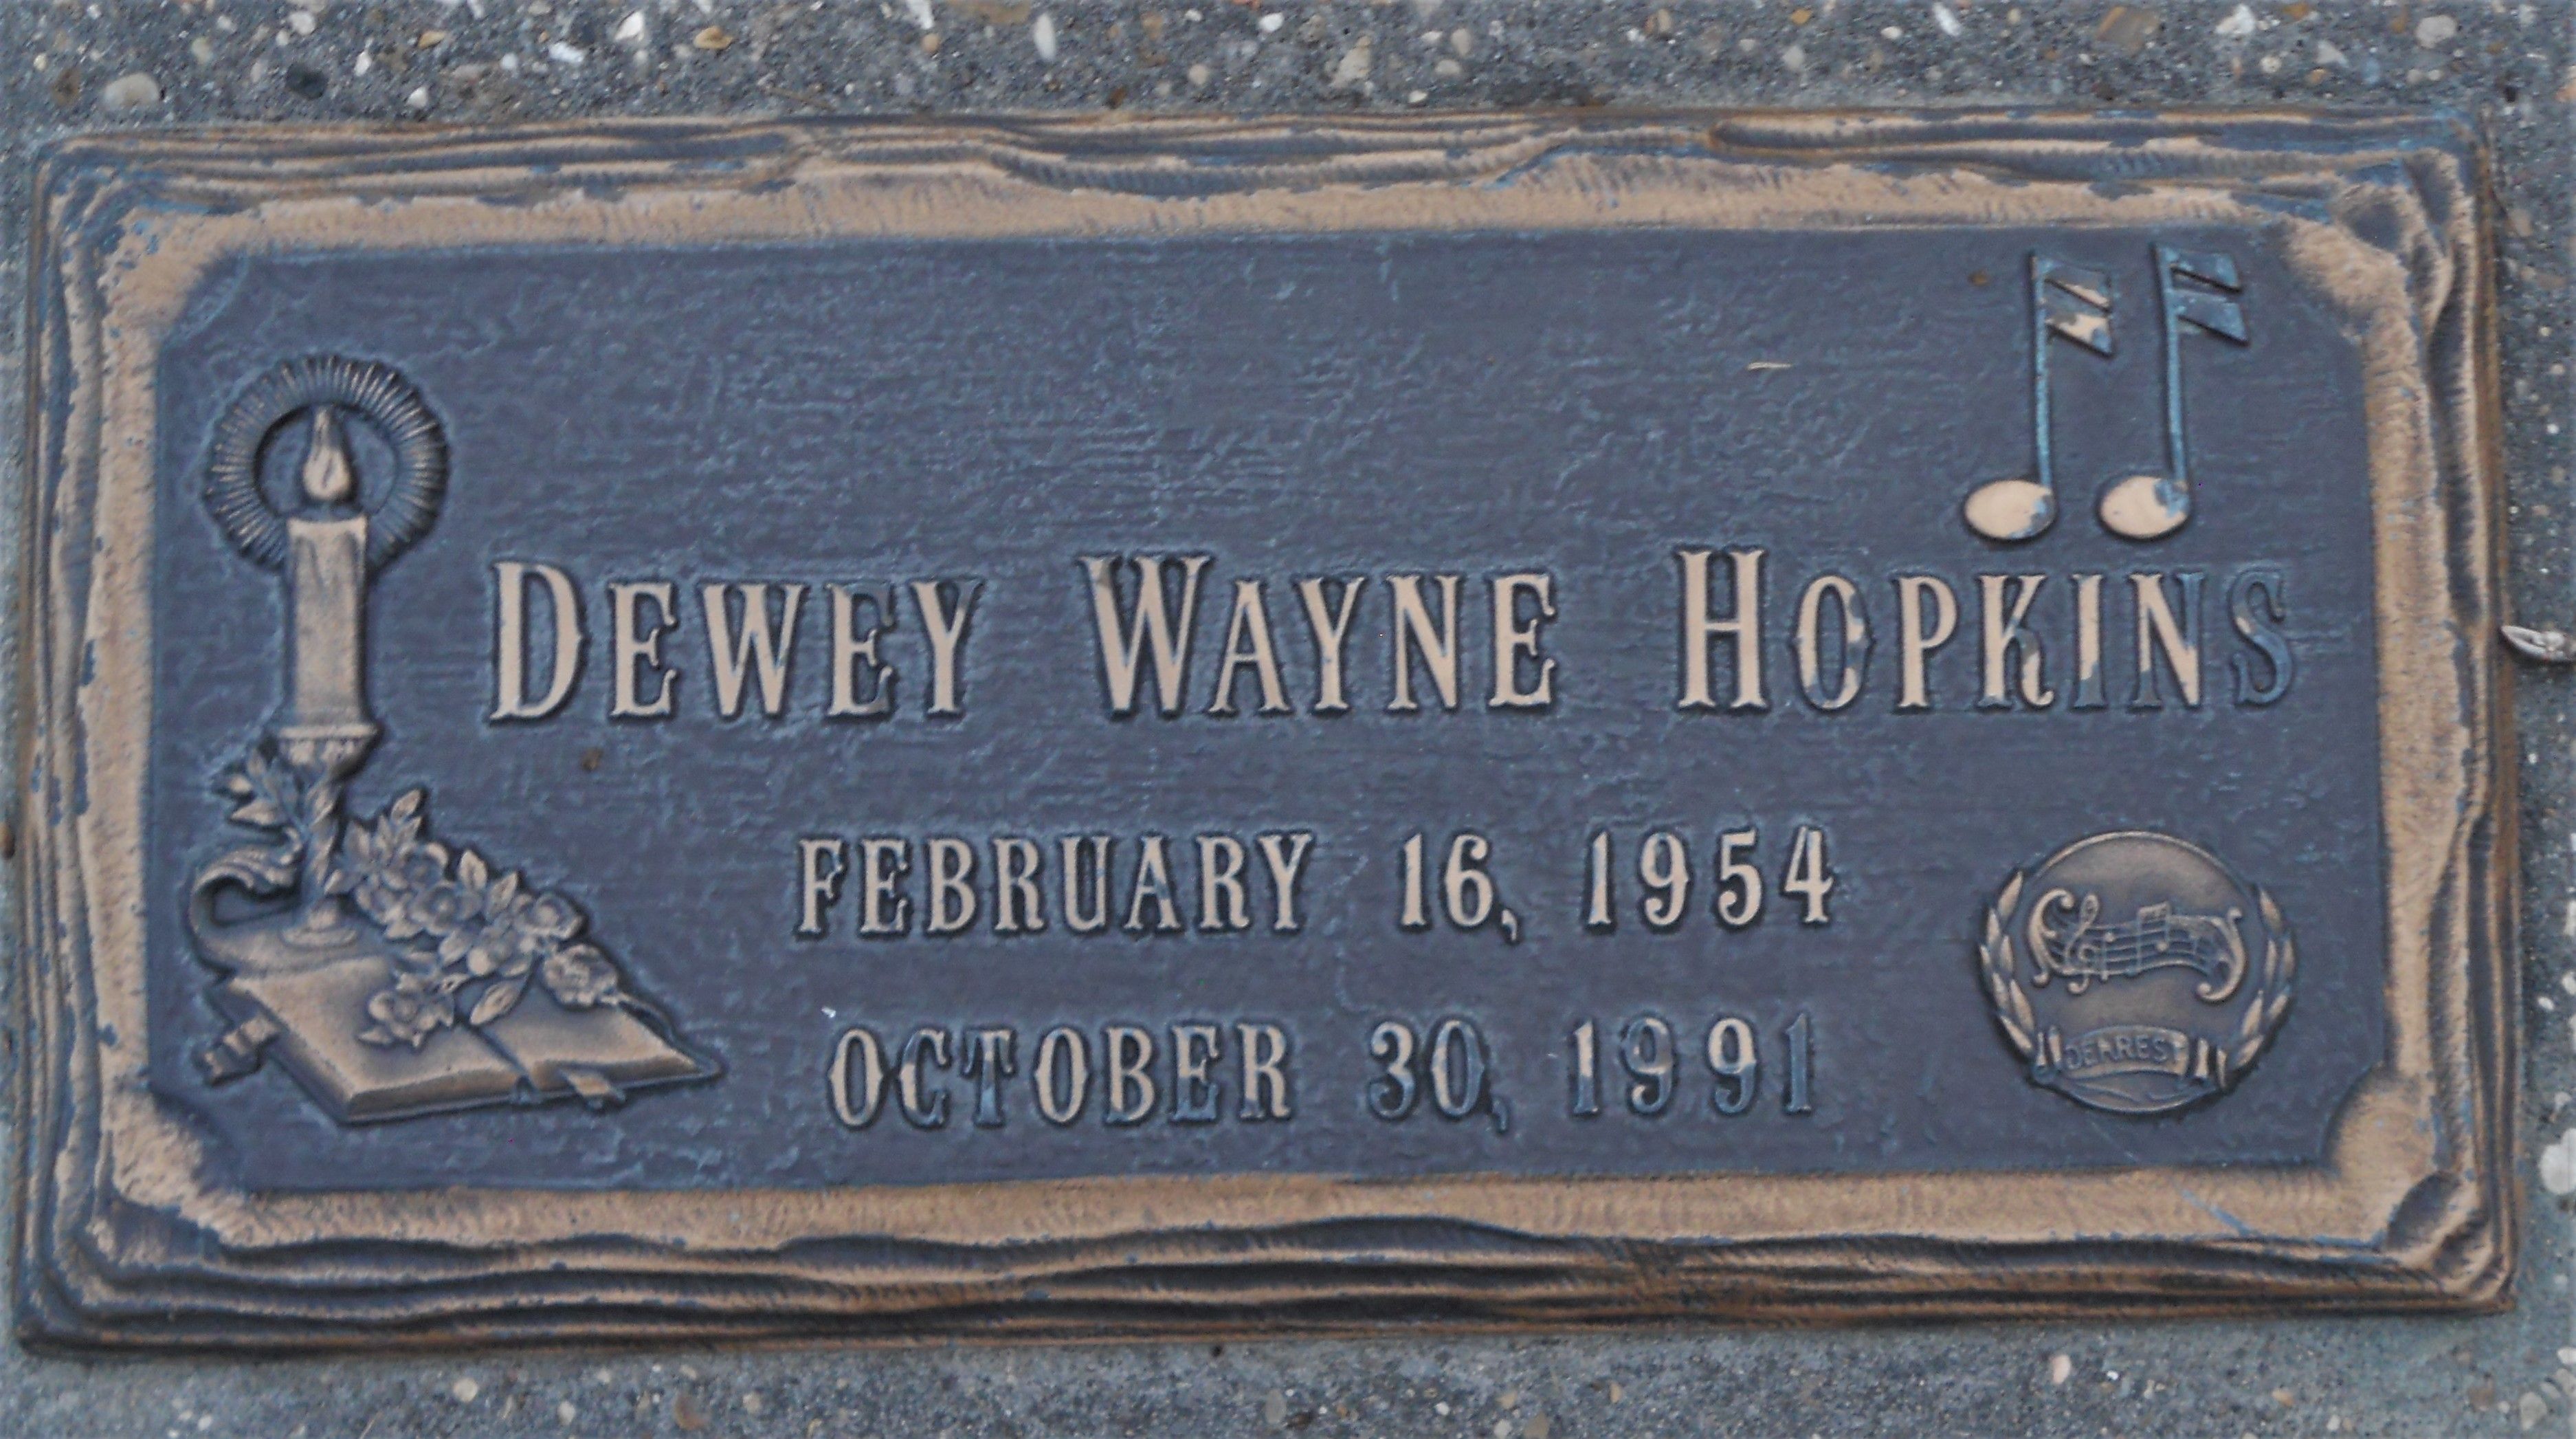 DEWEY WAYNE HOPKINS
FEBRUARY 16, 1954
OCTOBER 30, 1991
DEAREST